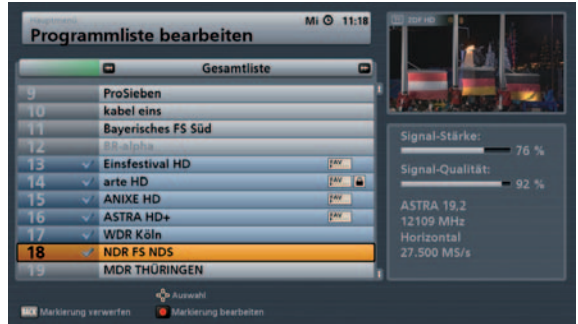 Hauptmenü
Programmliste bearbeiten
Mi 11:18
Gesamtliste
9 ProSieben
10 kabel eins
11 Bayerisches FS Süd
12 BR-alpha
13 Einsfestival HD FAV
14 arte HD FAV
15 ANIXE HD FAV
16 ASTRA HD+ FAV
17 WDR Köln
18 NDR FS NDS
19 MDR THÜRINGEN
Auswahl
BACK Markierung verwerfen
Markierung bearbeiten
ZDF HD
Signal-Stärke:
76 %
Signal-Qualität:
92 %
ASTRA 19,2
12109 MHz
Horizontal
27.500 MS/s